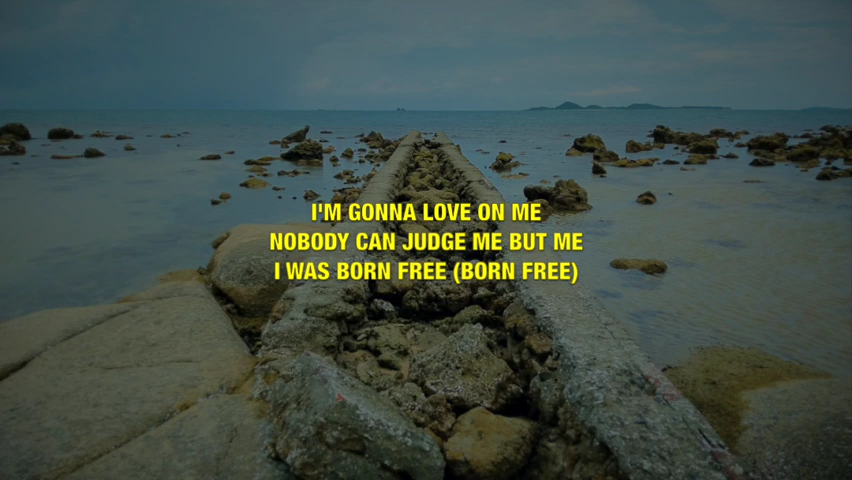 I'M GONNA LOVE ON ME
NOBODY CAN JUDGE ME BUT ME
I WAS BORN FREE (BORN FREE)